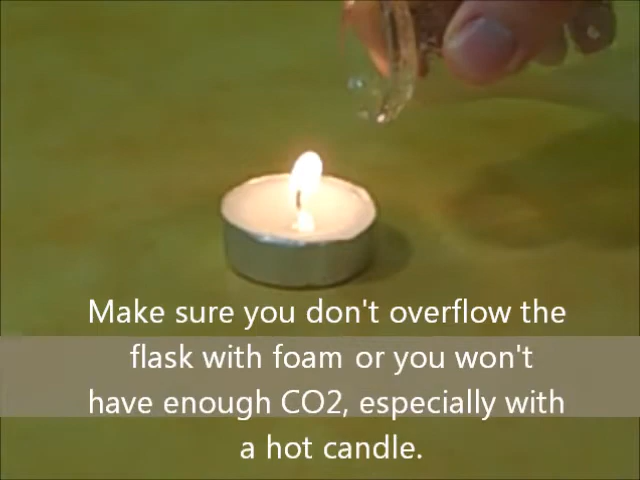 Make sure you don't overflow the
flask with foam or you won't
have enough CO2, especially with
a hot candle.